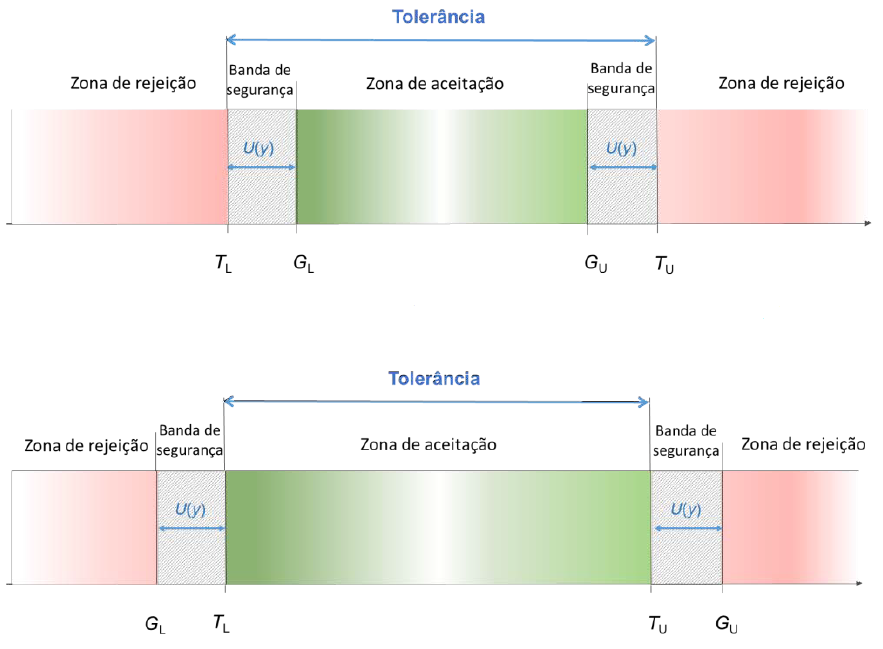 Tolerância
Zona de rejeição
Banda de
segurança
Zona de aceitação
Banda de
segurança
Zona de rejeição
U(y)
U(y)
TL
GL
GU
TU
Tolerância
Zona de rejeição
Banda de
segurança
Zona de aceitação
Banda de
segurança
Zona de rejeição
U(y)
U(y)
GL
TL
TU
GU